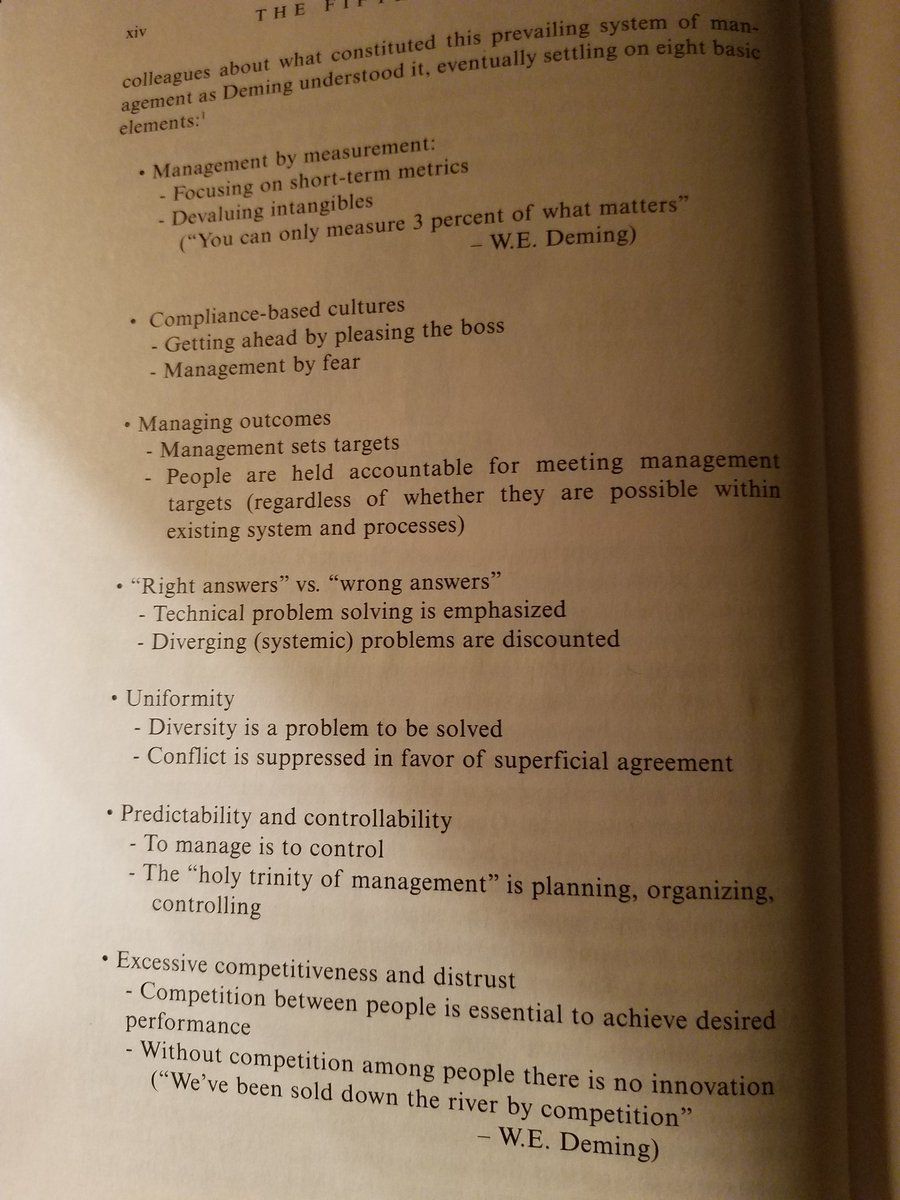 xiv
THE
colleagues about what constituted this prevailing system of man-
agement as Deming understood it, eventually settling on eight basic
elements:¹
• Management by measurement:
- Focusing on short-term metrics
- Devaluing intangibles
(“You can only measure 3 percent of what matters”
– W.E. Deming)
• Compliance-based cultures
- Getting ahead by pleasing the boss
- Management by fear
• Managing outcomes
- Management sets targets
- People are held accountable for meeting management
targets (regardless of whether they are possible within
existing system and processes)
• “Right answers” vs. “wrong answers”
- Technical problem solving is emphasized
- Diverging (systemic) problems are discounted
• Uniformity
- Diversity is a problem to be solved
- Conflict is suppressed in favor of superficial agreement
• Predictability and controllability
- To manage is to control
- The “holy trinity of management” is planning, organizing,
controlling
• Excessive competitiveness and distrust
- Competition between people is essential to achieve desired
performance
- Without competition among people there is no innovation
(“We’ve been sold down the river by competition”
– W.E. Deming)